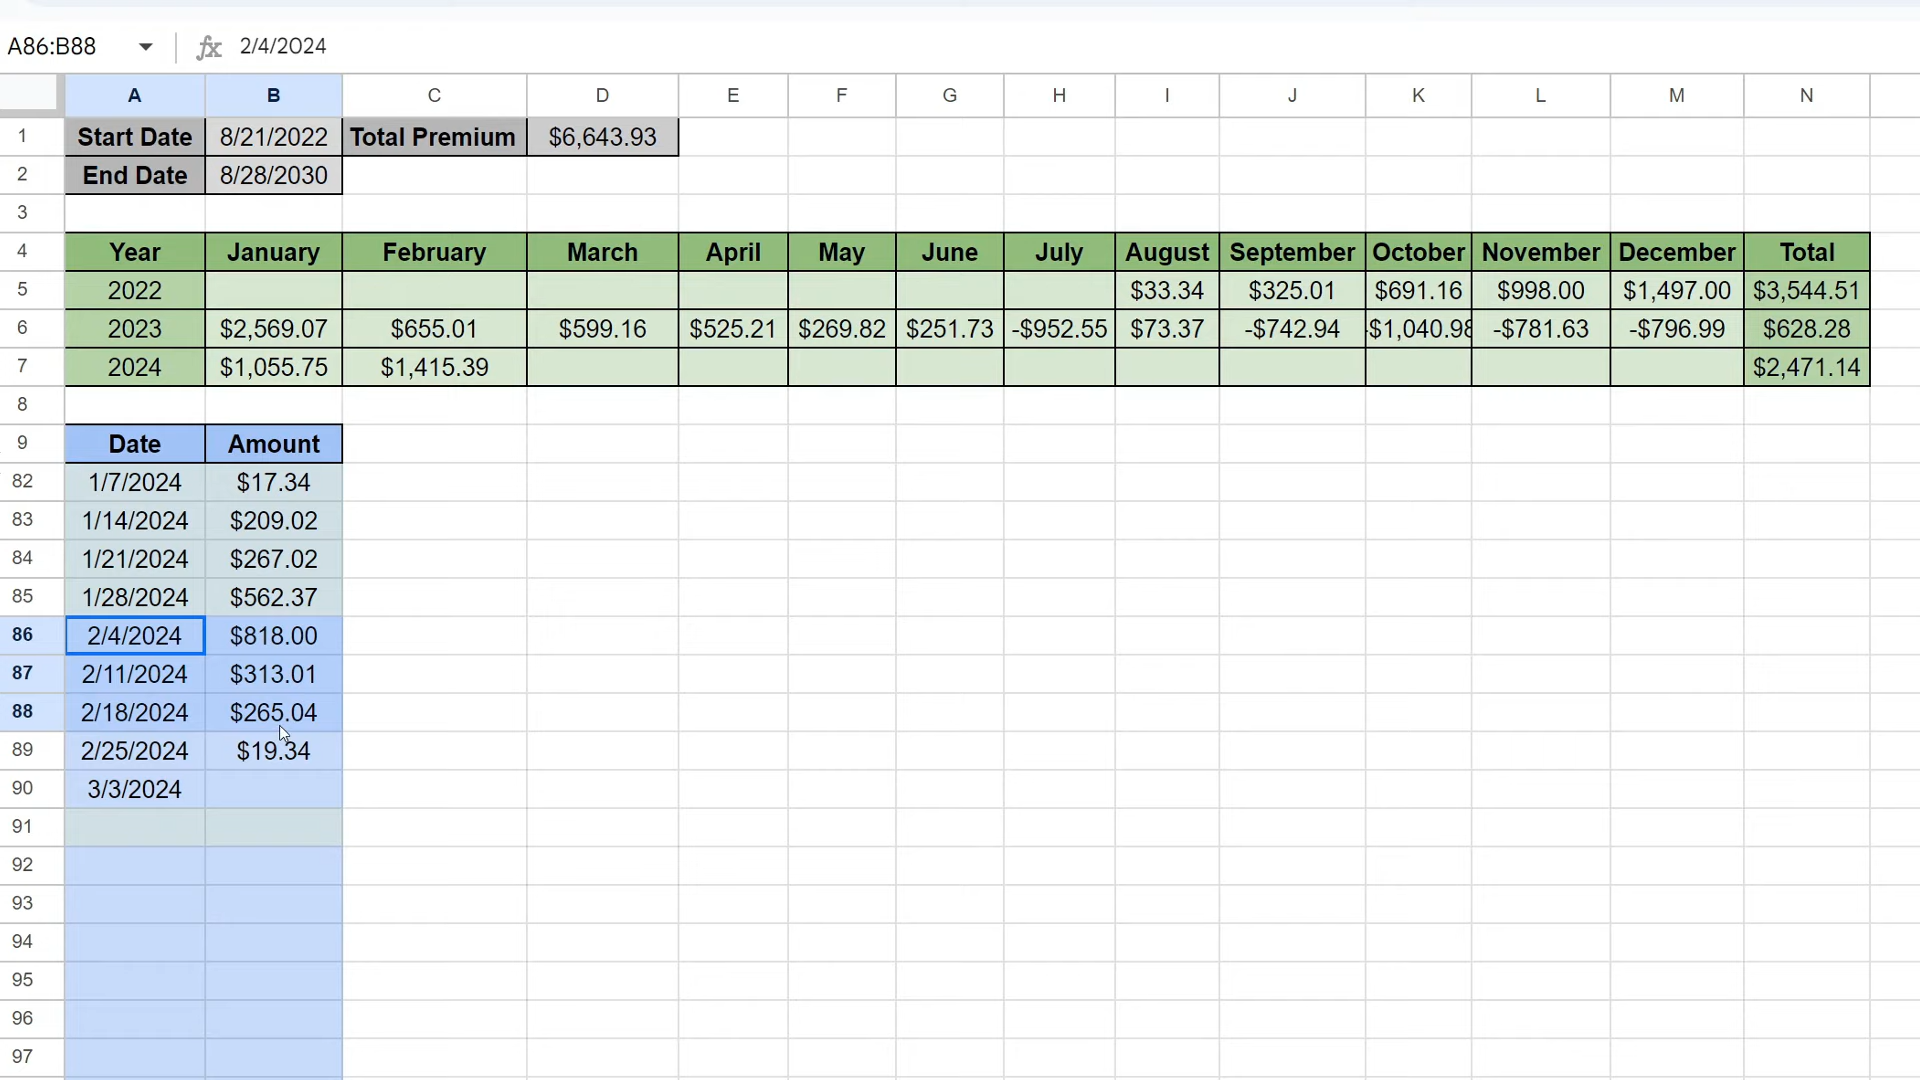 A86:B88 fx 2/4/2024
A B C D E F G H I J K L M N
1 Start Date 8/21/2022 Total Premium $6,643.93
2 End Date 8/28/2030
3
4 Year January February March April May June July August September October November December Total
5 2022 $33.34 $325.01 $691.16 $998.00 $1,497.00 $3,544.51
6 2023 $2,569.07 $655.01 $599.16 $525.21 $269.82 $251.73 -$952.55 $73.37 -$742.94 -$1,040.98 -$781.63 -$796.99 $628.28
7 2024 $1,055.75 $1,415.39 $2,471.14
8
9 Date Amount
82 1/7/2024 $17.34
83 1/14/2024 $209.02
84 1/21/2024 $267.02
85 1/28/2024 $562.37
86 2/4/2024 $818.00
87 2/11/2024 $313.01
88 2/18/2024 $265.04
89 2/25/2024 $19.34
90 3/3/2024
91
92
93
94
95
96
97